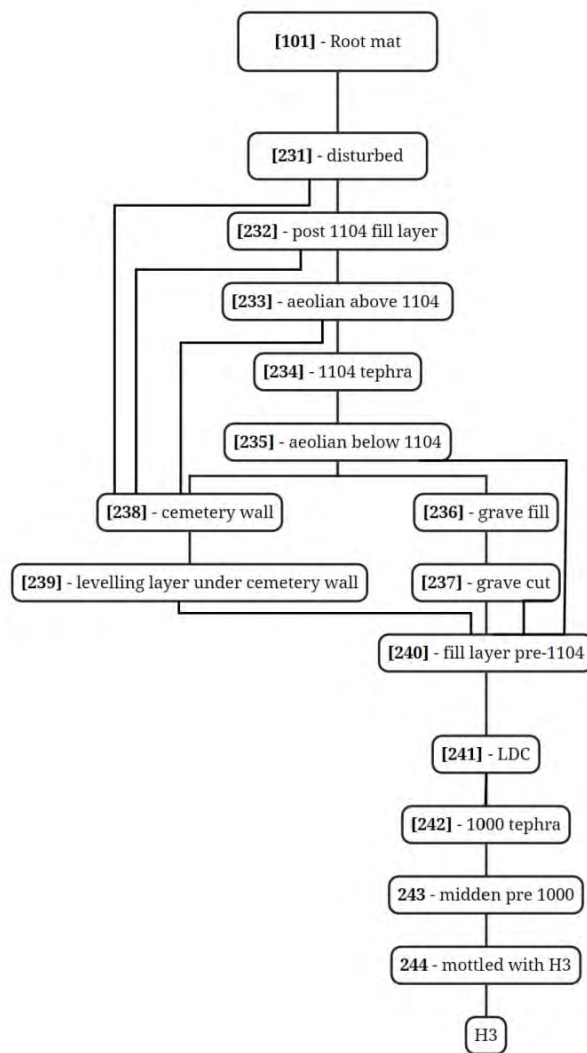 [101] - Root mat
[231] - disturbed
[232] - post 1104 fill layer
[233] - aeolian above 1104
[234] - 1104 tephra
[235] - aeolian below 1104
[238] - cemetery wall
[236] - grave fill
[239] - levelling layer under cemetery wall
[237] - grave cut
[240] - fill layer pre-1104
[241] - LDC
[242] - 1000 tephra
243 - midden pre 1000
244 - mottled with H3
H3